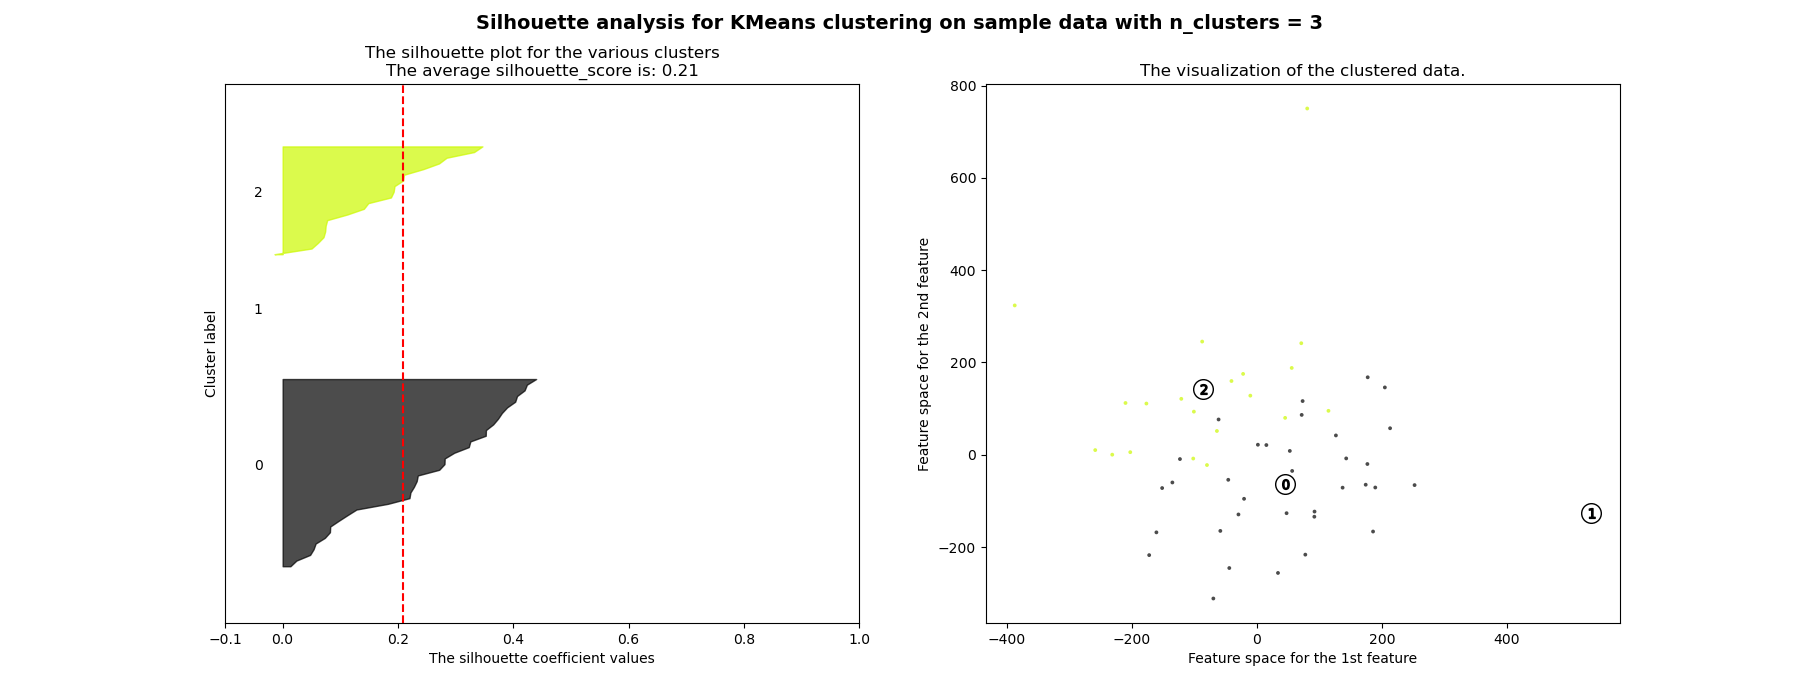 Silhouette analysis for KMeans clustering on sample data with n_clusters = 3
The silhouette plot for the various clusters
The average silhouette_score is: 0.21
2
1
0
Cluster label
−0.1 0.0 0.2 0.4 0.6 0.8 1.0
The silhouette coefficient values
The visualization of the clustered data.
800
600
400
200
0
−200
Feature space for the 2nd feature
2
0
1
−400 −200 0 200 400
Feature space for the 1st feature